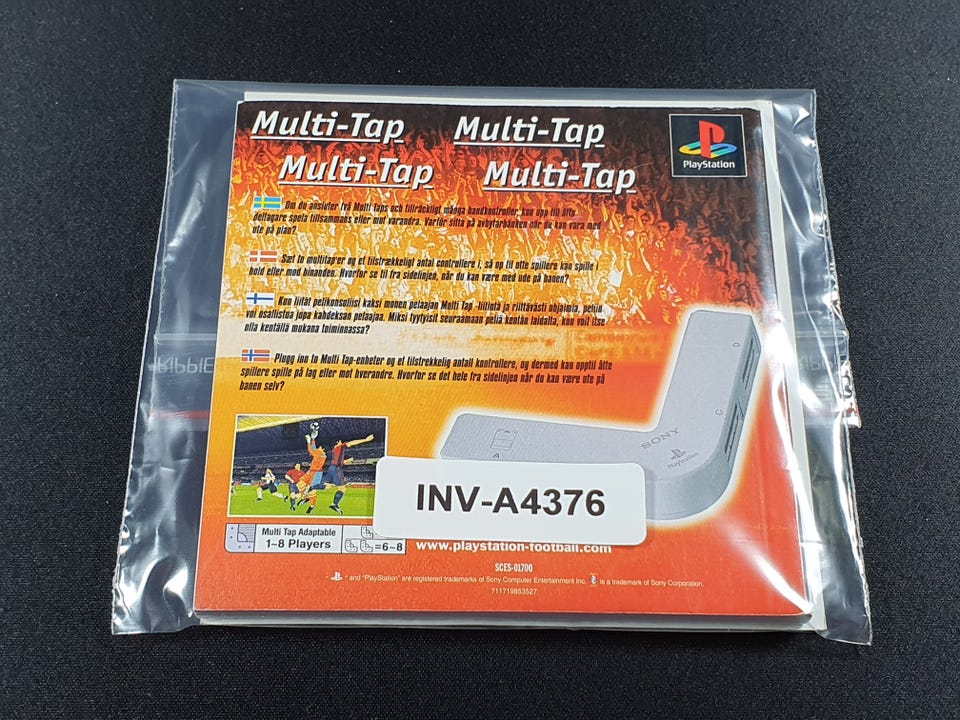 Multi-Tap Multi-Tap
Multi-Tap Multi-Tap
PlayStation
Om du ansluter två Multi Taps och tillräckligt många handkontroller, kan upp till åtta
deltagare spela tillsammans eller mot varandra. Varför sitta på avbytarbänken när du kan vara med
ute på plan?
Sæt to multitap'er og et tilstrækkeligt antal controllere i, så op til otte spillere kan spille i
hold eller mod hinanden. Hvorfor se til fra sidelinjen, når du kan være med ude på banen?
Kun liität pelikonsoliisi kaksi monen pelaajan Multi Tap -liitintä ja riittävästi ohjaimia, peliin
voi osallistua jopa kahdeksan pelaajaa. Miksi tyytyisit seuraamaan peliä kentän laidalta, kun voit itse
olla kentällä mukana toiminnassa?
Plugg inn to Multi Tap-enheter og et tilstrekkelig antall kontrollere, og dermed kan opptil åtte
spillere spille på lag eller mot hverandre. Hvorfor se det hele fra sidelinjen når du kan være ute på
banen selv?
D
C
SONY
PlayStation
A
INV-A4376
Multi Tap Adaptable
1~8 Players
=6~8
www.playstation-football.com
SCES-01700
" " and "PlayStation" are registered trademarks of Sony Computer Entertainment Inc. is a trademark of Sony Corporation.
711719853527